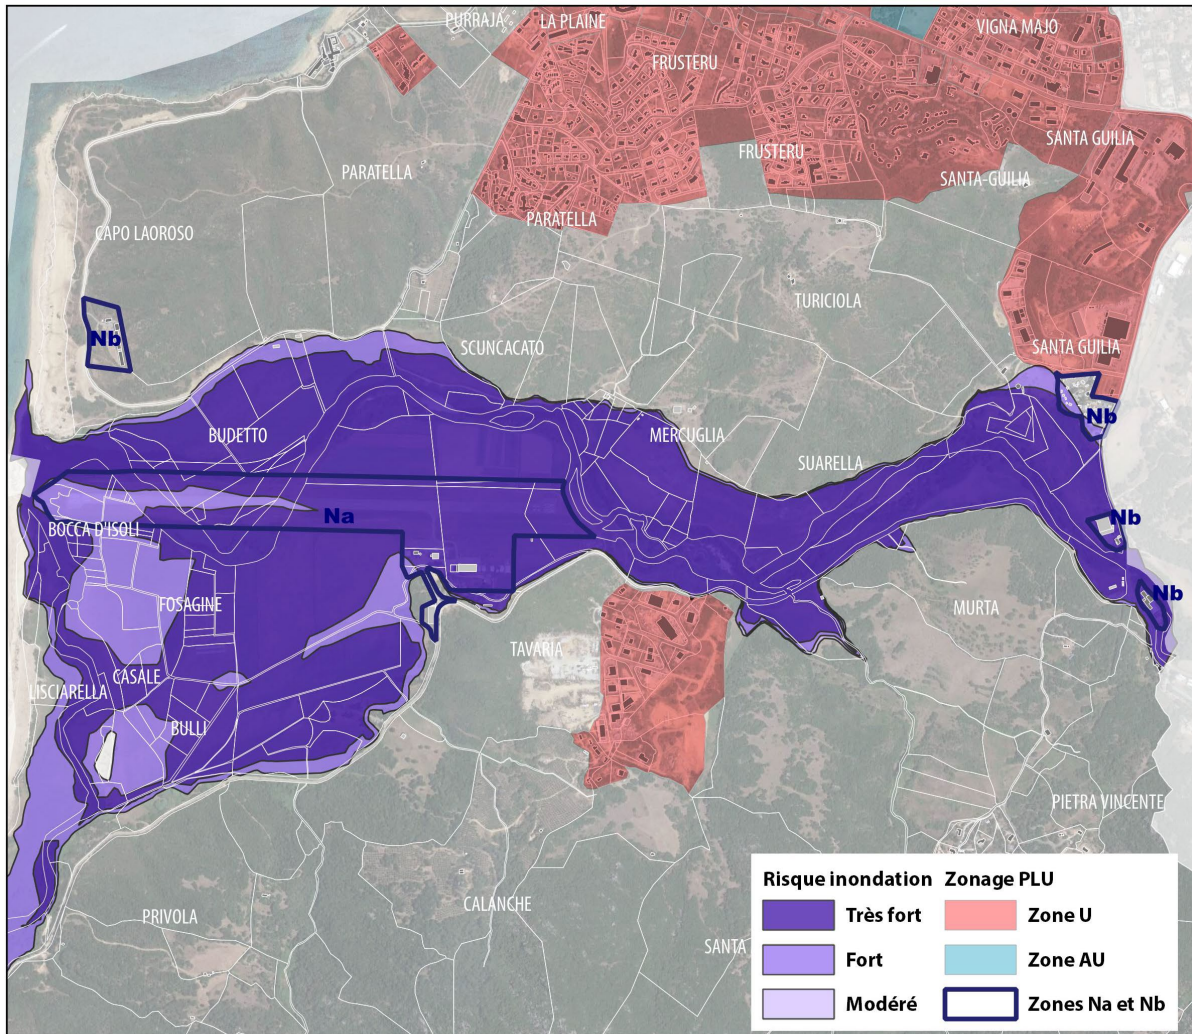 PURRAJA
LA PLAINE
VIGNA MAJO
FRUSTERU
SANTA GUILIA
FRUSTERU
PARATELLA
SANTA-GUILIA
PARATELLA
CAPO LAOROSO
TURICIOLA
Nb
SCUNCACATO
SANTA GUILIA
Nb
BUDETTO
MERCUGLIA
SUARELLA
Na
Nb
BOCCA D'ISOLI
FOSAGINE
MURTA
Nb
TAVARIA
CASALE
LISCIARELLA
BULLI
PIETRA VINCENTE
CALANCHE
PRIVOLA
SANTA
Risque inondation
Très fort
Fort
Modéré
Zonage PLU
Zone U
Zone AU
Zones Na et Nb